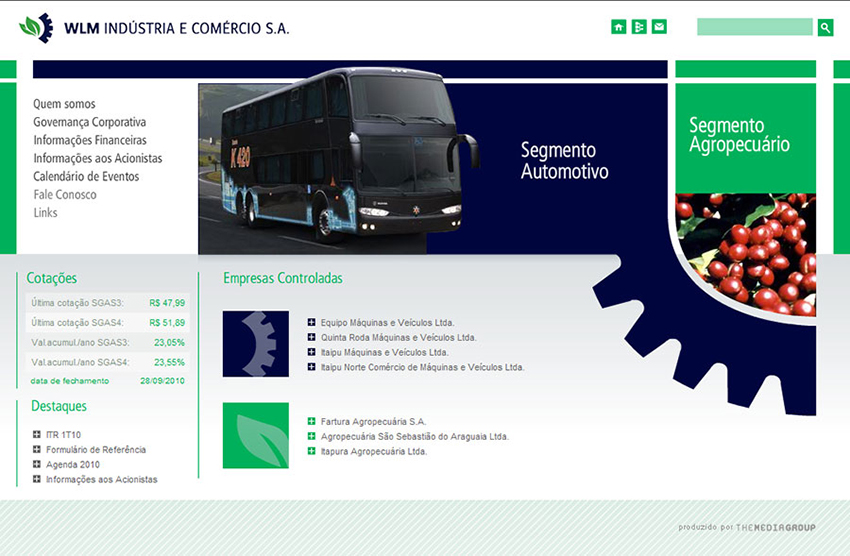 WLM INDÚSTRIA E COMÉRCIO S.A.
Quem somos
Governança Corporativa
Informações Financeiras
Informações aos Acionistas
Calendário de Eventos
Fale Conosco
Links
K 420
Segmento
Automotivo
Segmento
Agropecuário
Cotações
Última cotação SGAS3: R$ 47,99
Última cotação SGAS4: R$ 51,89
Val.acumul./ano SGAS3: 23,05%
Val.acumul./ano SGAS4: 23,55%
data de fechamento 28/09/2010
Destaques
ITR 1T10
Formulário de Referência
Agenda 2010
Informações aos Acionistas
Empresas Controladas
Equipo Máquinas e Veículos Ltda.
Quinta Roda Máquinas e Veículos Ltda.
Itaipu Máquinas e Veículos Ltda.
Itaipu Norte Comércio de Máquinas e Veículos Ltda.
Fartura Agropecuária S.A.
Agropecuária São Sebastião do Araguaia Ltda.
Itapura Agropecuária Ltda.
produzido por THEMEDIAGROUP